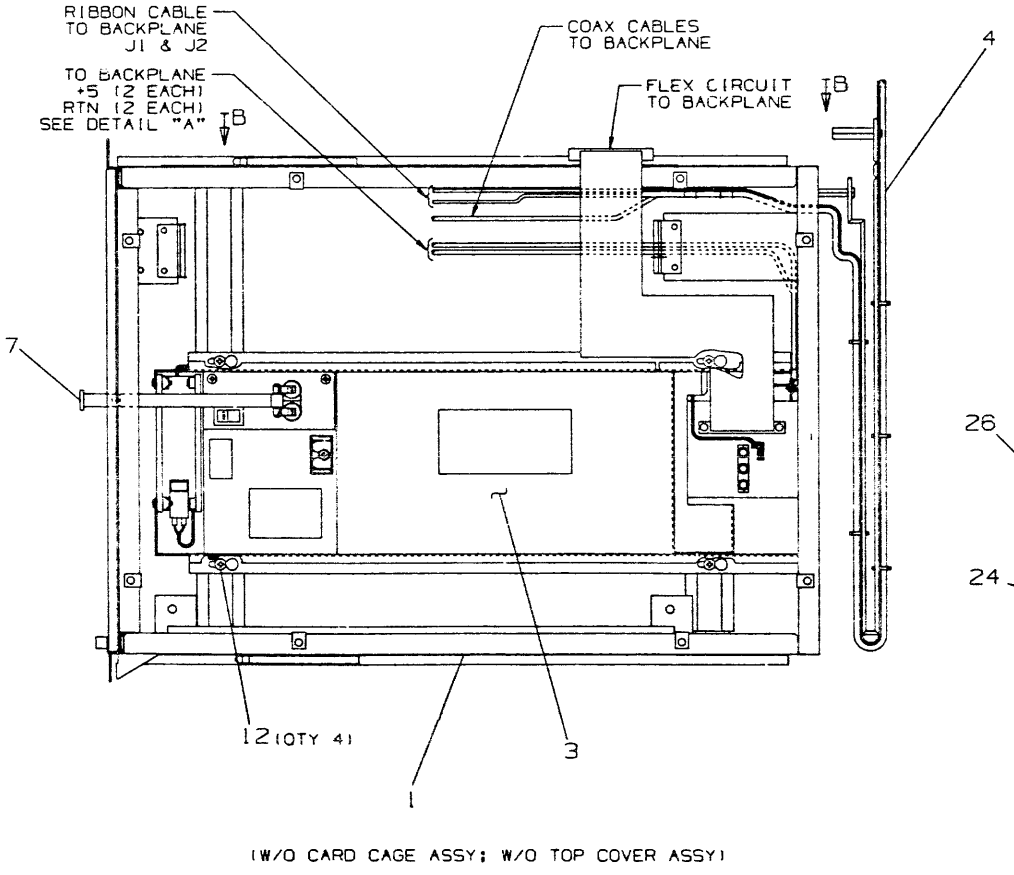 RIBBON CABLE
TO BACKPLANE
J1 & J2
TO BACKPLANE
+5 (2 EACH)
RTN (2 EACH)
SEE DETAIL "A"
B
COAX CABLES
TO BACKPLANE
FLEX CIRCUIT
TO BACKPLANE
B
4
7
26
24
12 (QTY 4)
3
1
(W/O CARD CAGE ASSY; W/O TOP COVER ASSY)